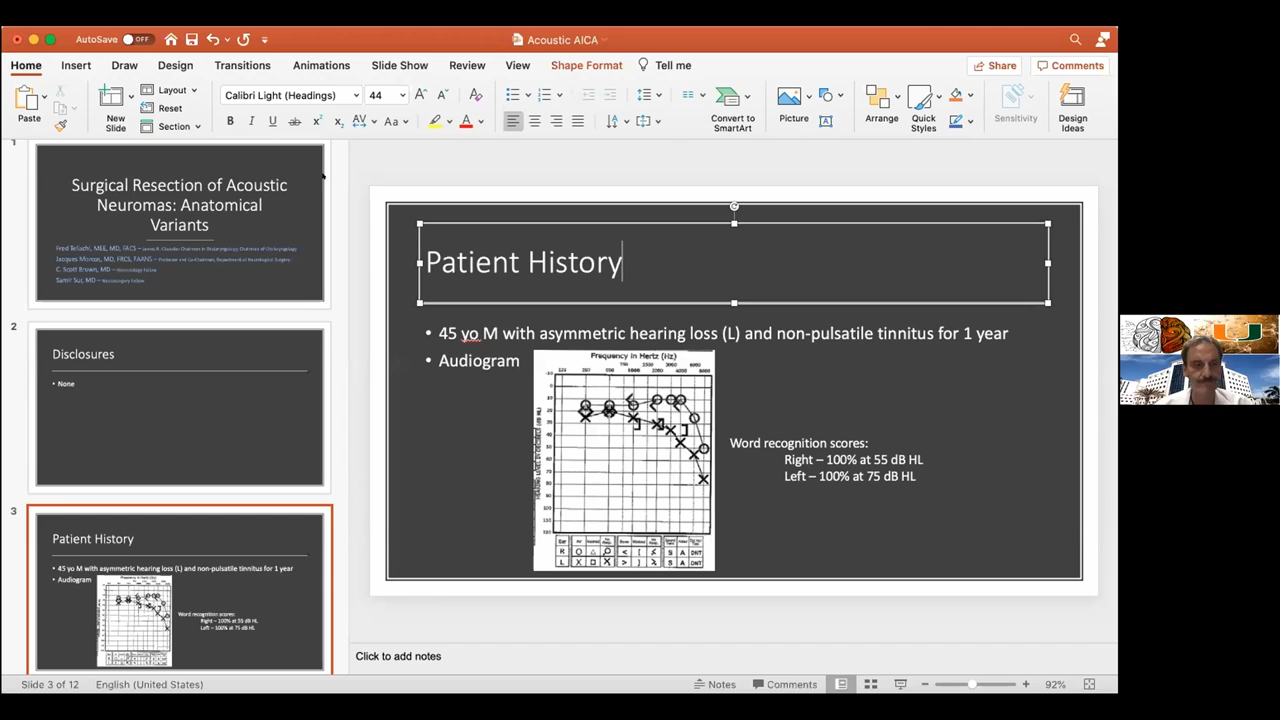 AutoSave OFF
Acoustic AICA
Home Insert Draw Design Transitions Animations Slide Show Review View Shape Format Tell me
Share Comments
Paste
New Slide
Layout
Reset
Section
Calibri Light (Headings) 44
Convert to SmartArt
Picture
Arrange
Quick Styles
Sensitivity
Design Ideas
1
Surgical Resection of Acoustic
Neuromas: Anatomical
Variants
C. Scott Brown, MD –
2
Disclosures
• None
3
Patient History
• 45 yo M with asymmetric hearing loss (L) and non-pulsatile tinnitus for 1 year
• Audiogram
Word recognition scores:
Right – 100% at 55 dB HL
Left – 100% at 75 dB HL
Patient History
• 45 yo M with asymmetric hearing loss (L) and non-pulsatile tinnitus for 1 year
• Audiogram
Frequency in Hertz (Hz)
Word recognition scores:
Right – 100% at 55 dB HL
Left – 100% at 75 dB HL
Click to add notes
Slide 3 of 12 English (United States)
Notes Comments 92%